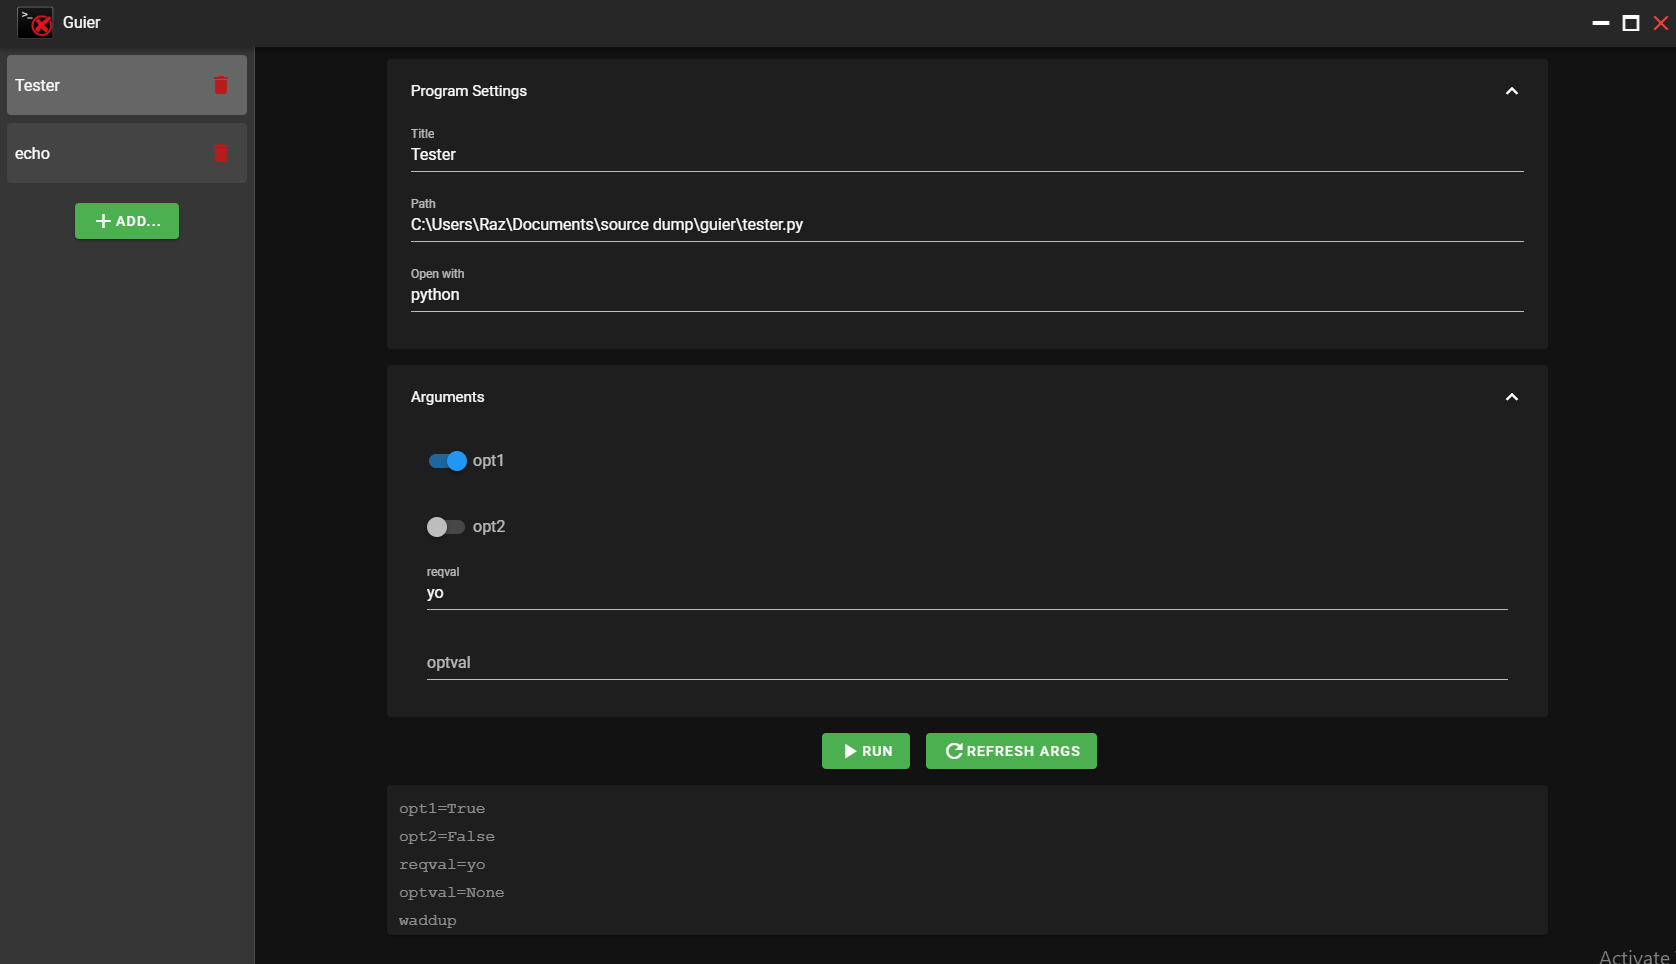 >_
Guier
Tester
echo
ADD...
Program Settings
Title
Tester
Path
C:\Users\Raz\Documents\source dump\guier\tester.py
Open with
python
Arguments
opt1
opt2
reqval
yo
optval
RUN
REFRESH ARGS
opt1=True
opt2=False
reqval=yo
optval=None
waddup
Activate